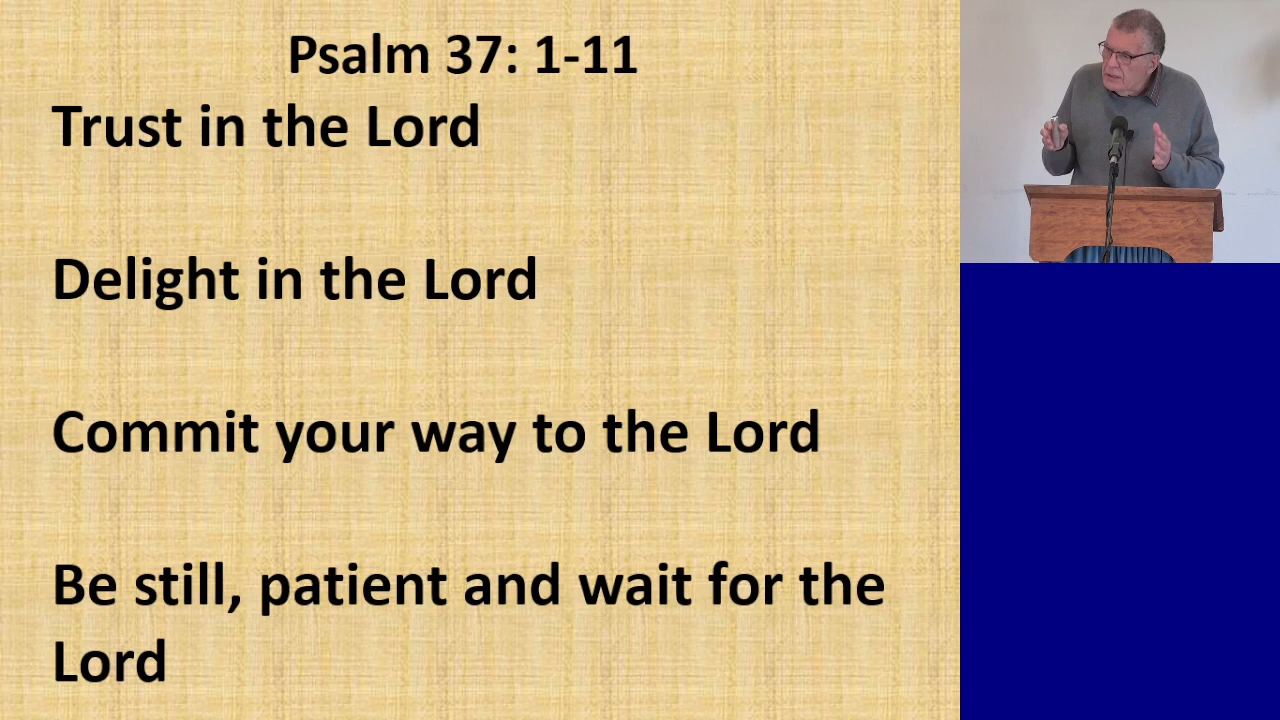 Psalm 37: 1-11
Trust in the Lord
Delight in the Lord
Commit your way to the Lord
Be still, patient and wait for the
Lord